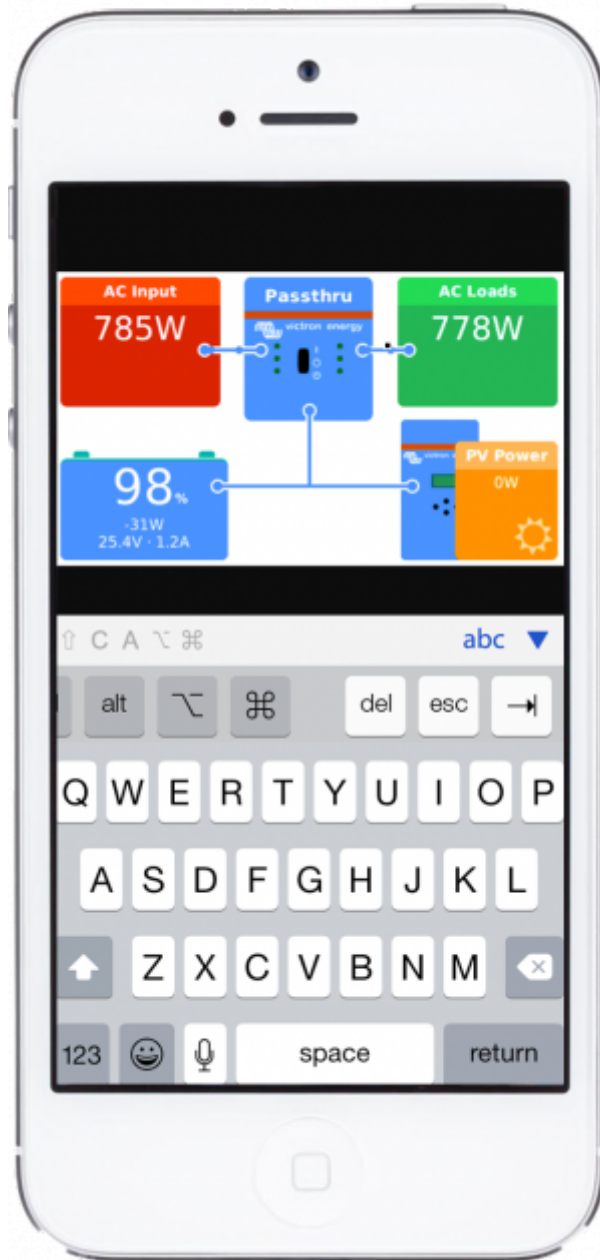 AC Input
785W
Passthru
victron energy
AC Loads
778W
98%
-31W
25.4V · 1.2A
victron
PV Power
0W
⇧ C A ⌥ ⌘
abc ▼
alt ⌥ ⌘ del esc →|
Q W E R T Y U I O P
A S D F G H J K L
Z X C V B N M
123 space return